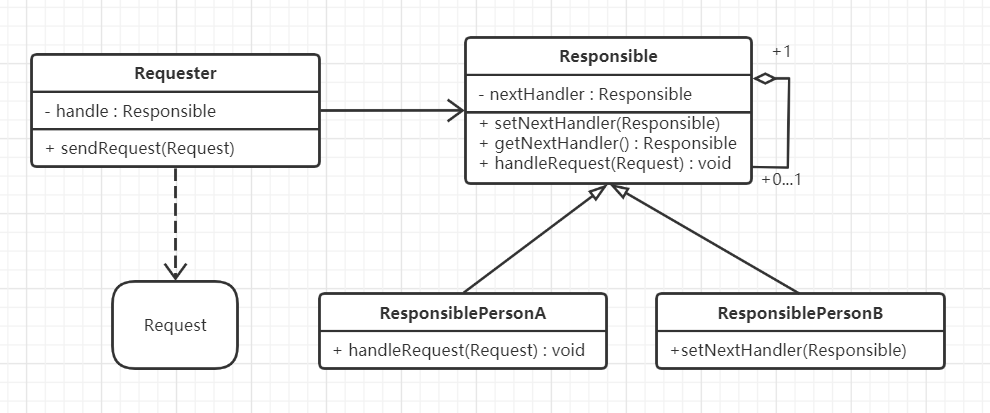 Requester
- handle : Responsible
+ sendRequest(Request)
Responsible
- nextHandler : Responsible
+ setNextHandler(Responsible)
+ getNextHandler() : Responsible
+ handleRequest(Request) : void
+1
+0...1
Request
ResponsiblePersonA
+ handleRequest(Request) : void
ResponsiblePersonB
+setNextHandler(Responsible)